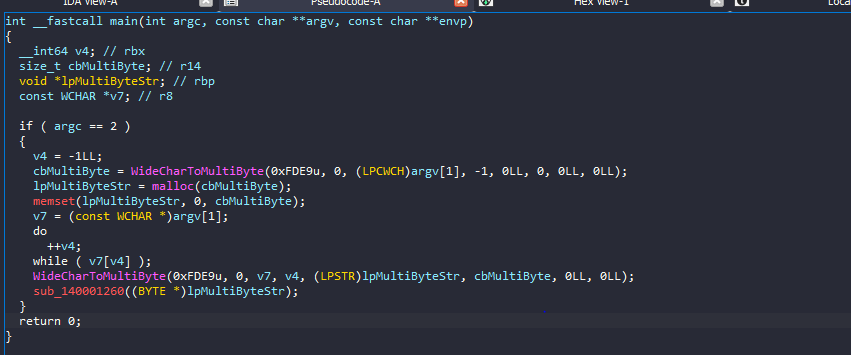 IDA View-A Pseudocode-A Hex View-1 Loca
int __fastcall main(int argc, const char **argv, const char **envp)
{
  __int64 v4; // rbx
  size_t cbMultiByte; // r14
  void *lpMultiByteStr; // rbp
  const WCHAR *v7; // r8

  if ( argc == 2 )
  {
    v4 = -1LL;
    cbMultiByte = WideCharToMultiByte(0xFDE9u, 0, (LPCWCH)argv[1], -1, 0LL, 0, 0LL, 0LL);
    lpMultiByteStr = malloc(cbMultiByte);
    memset(lpMultiByteStr, 0, cbMultiByte);
    v7 = (const WCHAR *)argv[1];
    do
      ++v4;
    while ( v7[v4] );
    WideCharToMultiByte(0xFDE9u, 0, v7, v4, (LPSTR)lpMultiByteStr, cbMultiByte, 0LL, 0LL);
    sub_140001260((BYTE *)lpMultiByteStr);
  }
  return 0;
}